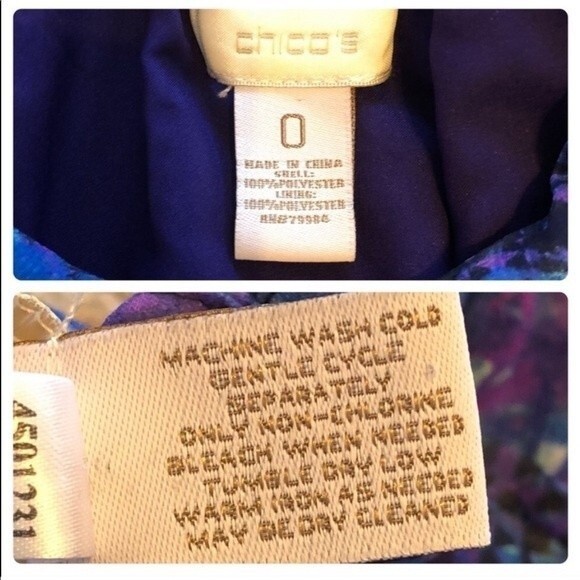 chico's
0
MADE IN CHINA
SHELL:
100%POLYESTER
LINING:
100%POLYESTER
RN#79984
MACHINE WASH COLD
GENTLE CYCLE
SEPARATELY
ONLY NON-CHLORINE
BLEACH WHEN NEEDED
TUMBLE DRY LOW
WARM IRON AS NEEDED
MAY BE DRY CLEANED
4501231